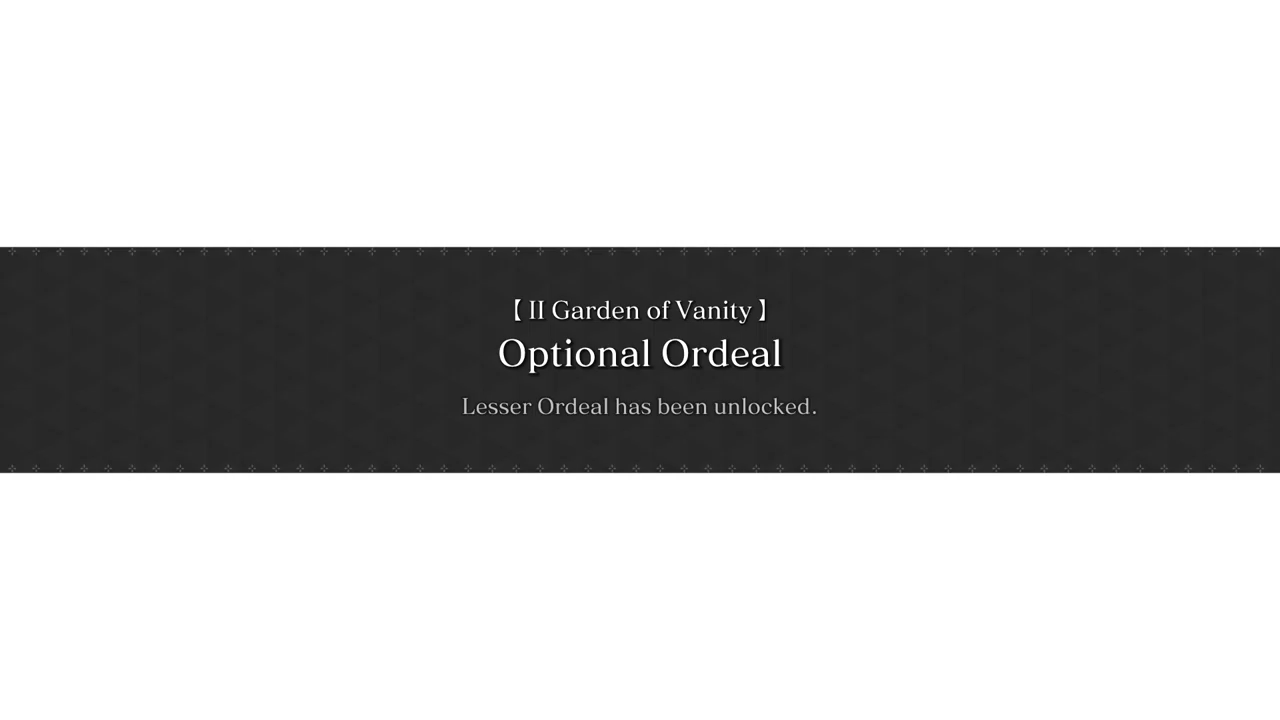 【 II Garden of Vanity 】
Optional Ordeal
Lesser Ordeal has been unlocked.